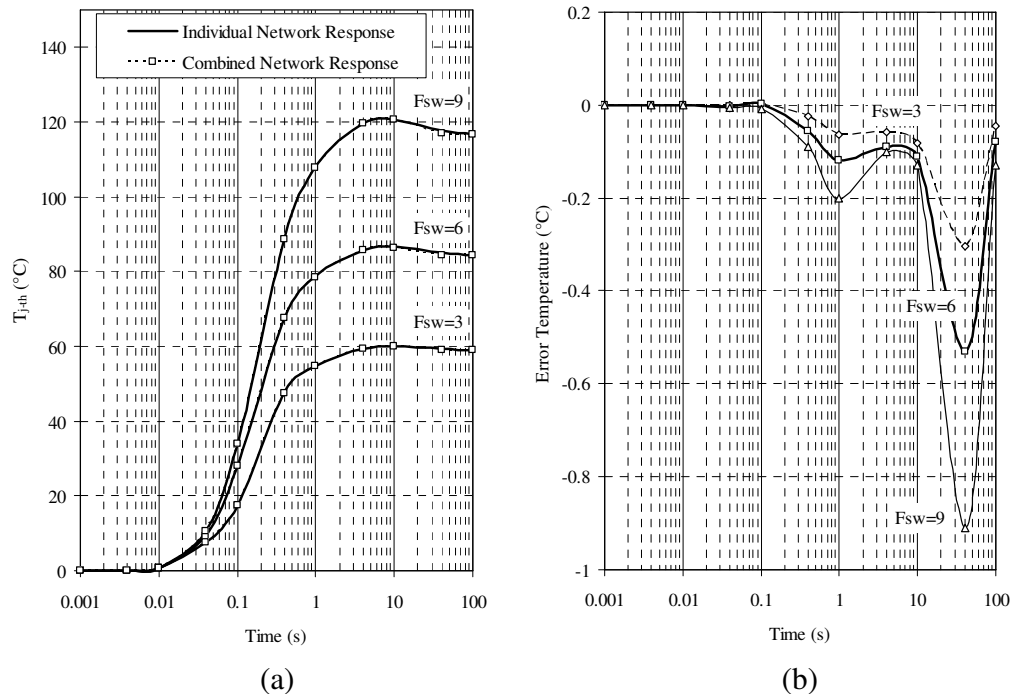 Individual Network Response
Combined Network Response
140
120
100
80
60
40
20
0
Fsw=9
Fsw=6
Fsw=3
T j-th (°C)
0.001 0.01 0.1 1 10 100
Time (s)
(a)
0.2
0
-0.2
-0.4
-0.6
-0.8
-1
Fsw=3
Fsw=6
Fsw=9
Error Temperature (°C)
0.001 0.01 0.1 1 10 100
Time (s)
(b)